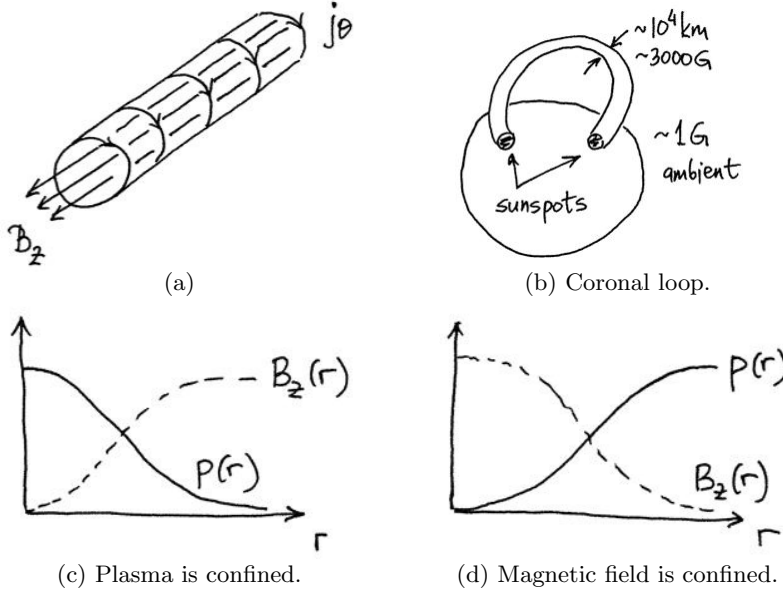 jθ
B_z
(a)
~10⁴km
~3000G
~1G
ambient
sunspots
(b) Coronal loop.
B_z(r)
P(r)
r
(c) Plasma is confined.
P(r)
B_z(r)
r
(d) Magnetic field is confined.